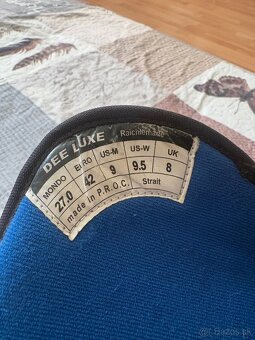 DEE LUXE Raichle
MONDO EURO US-M US-W UK
27.0 42 9 9.5 8
made in P.R.O.C. Strait